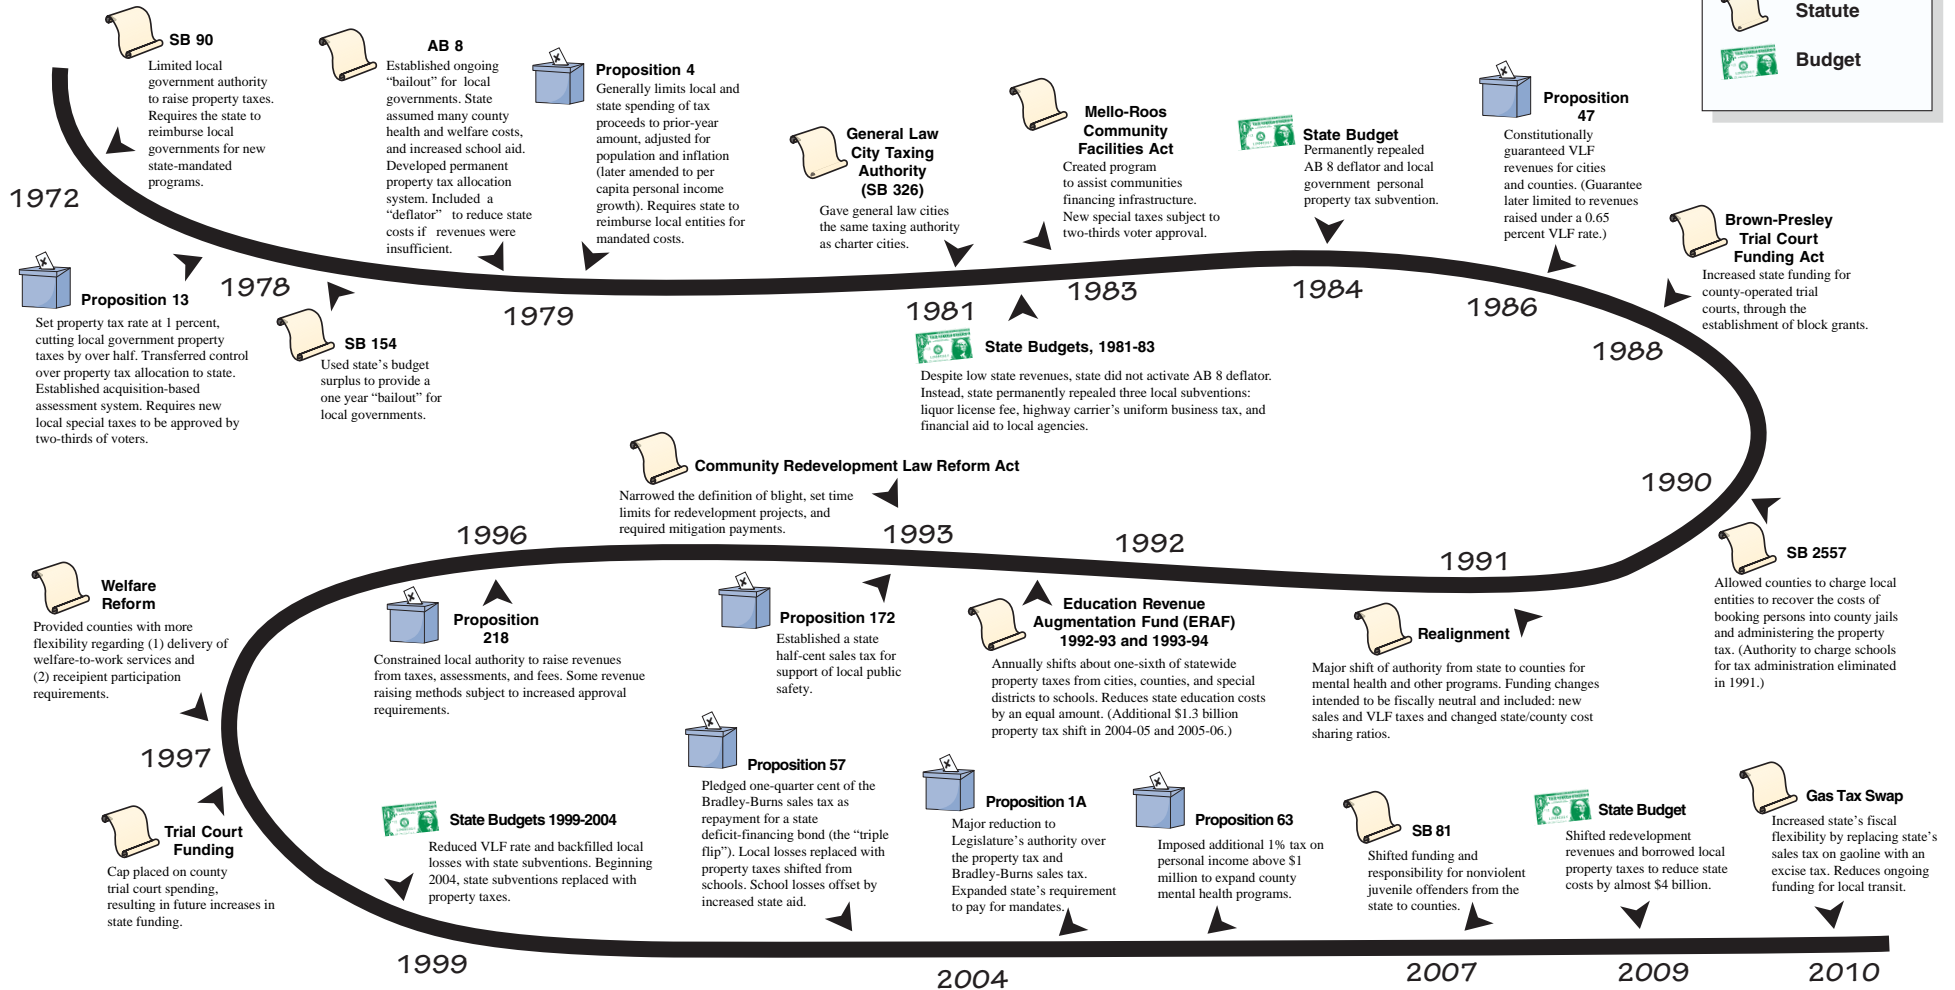 Statute
Budget
SB 90
Limited local
government authority
to raise property taxes.
Requires the state to
reimburse local
governments for new
state-mandated
programs.
1972
Proposition 13
Set property tax rate at 1 percent,
cutting local government property
taxes by over half. Transferred control
over property tax allocation to state.
Established acquisition-based
assessment system. Requires new
local special taxes to be approved by
two-thirds of voters.
1978
SB 154
Used state's budget
surplus to provide a
one year “bailout” for
local governments.
AB 8
Established ongoing
“bailout” for local
governments. State
assumed many county
health and welfare costs,
and increased school aid.
Developed permanent
property tax allocation
system. Included a
“deflator” to reduce state
costs if revenues were
insufficient.
1979
Proposition 4
Generally limits local and
state spending of tax
proceeds to prior-year
amount, adjusted for
population and inflation
(later amended to per
capita personal income
growth). Requires state to
reimburse local entities for
mandated costs.
General Law
City Taxing
Authority
(SB 326)
Gave general law cities
the same taxing authority
as charter cities.
1981
State Budgets, 1981-83
Despite low state revenues, state did not activate AB 8 deflator.
Instead, state permanently repealed three local subventions:
liquor license fee, highway carrier's uniform business tax, and
financial aid to local agencies.
Mello-Roos
Community
Facilities Act
Created program
to assist communities
financing infrastructure.
New special taxes subject to
two-thirds voter approval.
1983
State Budget
Permanently repealed
AB 8 deflator and local
government personal
property tax subvention.
1984
Proposition
47
Constitutionally
guaranteed VLF
revenues for cities
and counties. (Guarantee
later limited to revenues
raised under a 0.65
percent VLF rate.)
1986
Brown-Presley
Trial Court
Funding Act
Increased state funding for
county-operated trial
courts, through the
establishment of block grants.
1988
1990
SB 2557
Allowed counties to charge local
entities to recover the costs of
booking persons into county jails
and administering the property
tax. (Authority to charge schools
for tax administration eliminated
in 1991.)
1991
Realignment
Major shift of authority from state to counties for
mental health and other programs. Funding changes
intended to be fiscally neutral and included: new
sales and VLF taxes and changed state/county cost
sharing ratios.
1992
Education Revenue
Augmentation Fund (ERAF)
1992-93 and 1993-94
Annually shifts about one-sixth of statewide
property taxes from cities, counties, and special
districts to schools. Reduces state education costs
by an equal amount. (Additional $1.3 billion
property tax shift in 2004-05 and 2005-06.)
Community Redevelopment Law Reform Act
Narrowed the definition of blight, set time
limits for redevelopment projects, and
required mitigation payments.
1993
Proposition 172
Established a state
half-cent sales tax for
support of local public
safety.
1996
Proposition
218
Constrained local authority to raise revenues
from taxes, assessments, and fees. Some revenue
raising methods subject to increased approval
requirements.
Welfare
Reform
Provided counties with more
flexibility regarding (1) delivery of
welfare-to-work services and
(2) receipient participation
requirements.
1997
Trial Court
Funding
Cap placed on county
trial court spending,
resulting in future increases in
state funding.
State Budgets 1999-2004
Reduced VLF rate and backfilled local
losses with state subventions. Beginning
2004, state subventions replaced with
property taxes.
1999
Proposition 57
Pledged one-quarter cent of the
Bradley-Burns sales tax as
repayment for a state
deficit-financing bond (the “triple
flip”). Local losses replaced with
property taxes shifted from
schools. School losses offset by
increased state aid.
Proposition 1A
Major reduction to
Legislature's authority over
the property tax and
Bradley-Burns sales tax.
Expanded state's requirement
to pay for mandates.
2004
Proposition 63
Imposed additional 1% tax on
personal income above $1
million to expand county
mental health programs.
SB 81
Shifted funding and
responsibility for nonviolent
juvenile offenders from the
state to counties.
2007
State Budget
Shifted redevelopment
revenues and borrowed local
property taxes to reduce state
costs by almost $4 billion.
2009
Gas Tax Swap
Increased state's fiscal
flexibility by replacing state's
sales tax on gaoline with an
excise tax. Reduces ongoing
funding for local transit.
2010